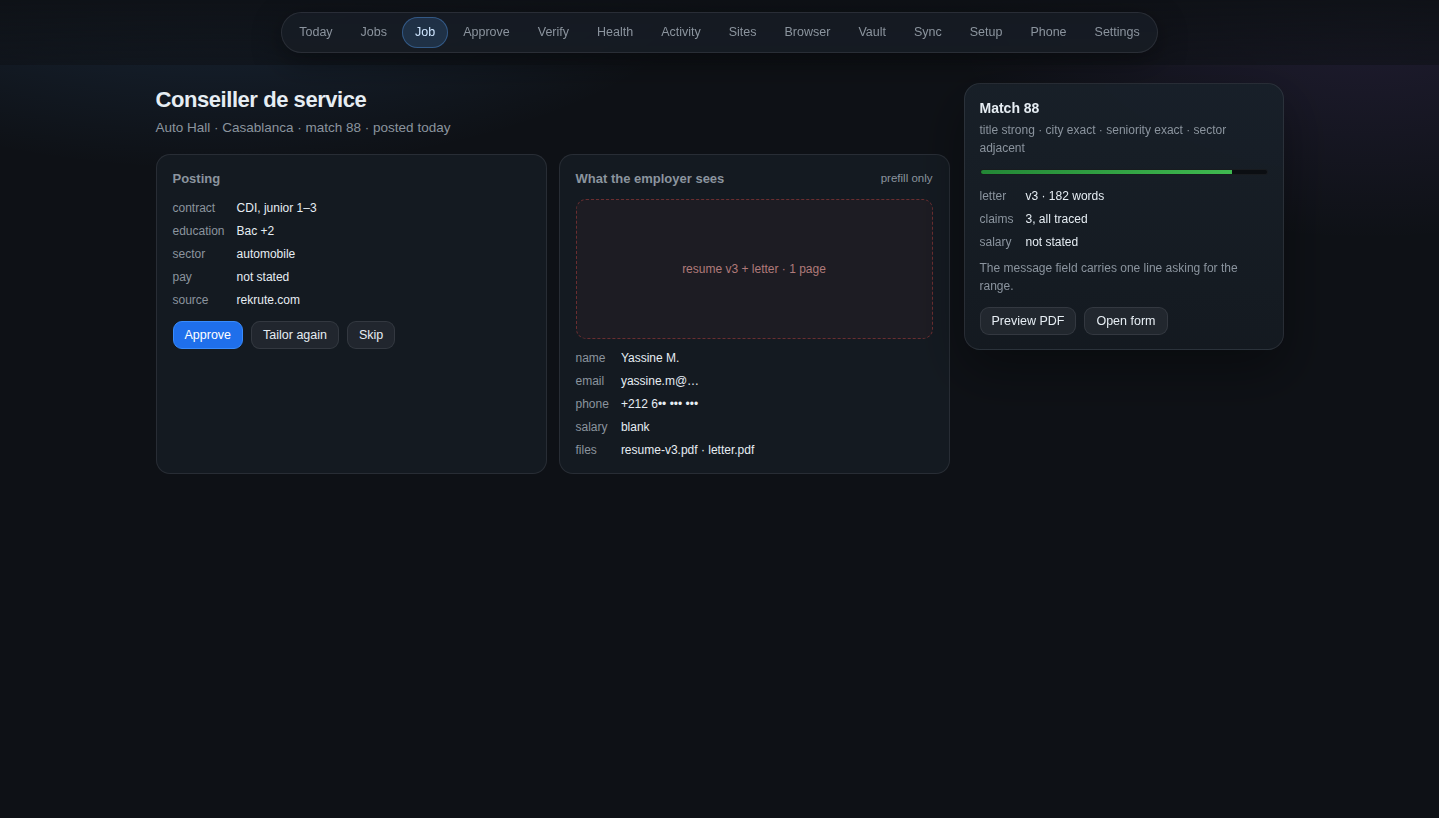 Today Jobs Job Approve Verify Health Activity Sites Browser Vault Sync Setup Phone Settings
Conseiller de service
Auto Hall · Casablanca · match 88 · posted today
Posting
contract CDI, junior 1–3
education Bac +2
sector automobile
pay not stated
source rekrute.com
Approve Tailor again Skip
What the employer sees prefill only
resume v3 + letter · 1 page
name Yassine M.
email yassine.m@…
phone +212 6•• ••• •••
salary blank
files resume-v3.pdf · letter.pdf
Match 88
title strong · city exact · seniority exact · sector
adjacent
letter v3 · 182 words
claims 3, all traced
salary not stated
The message field carries one line asking for the
range.
Preview PDF Open form